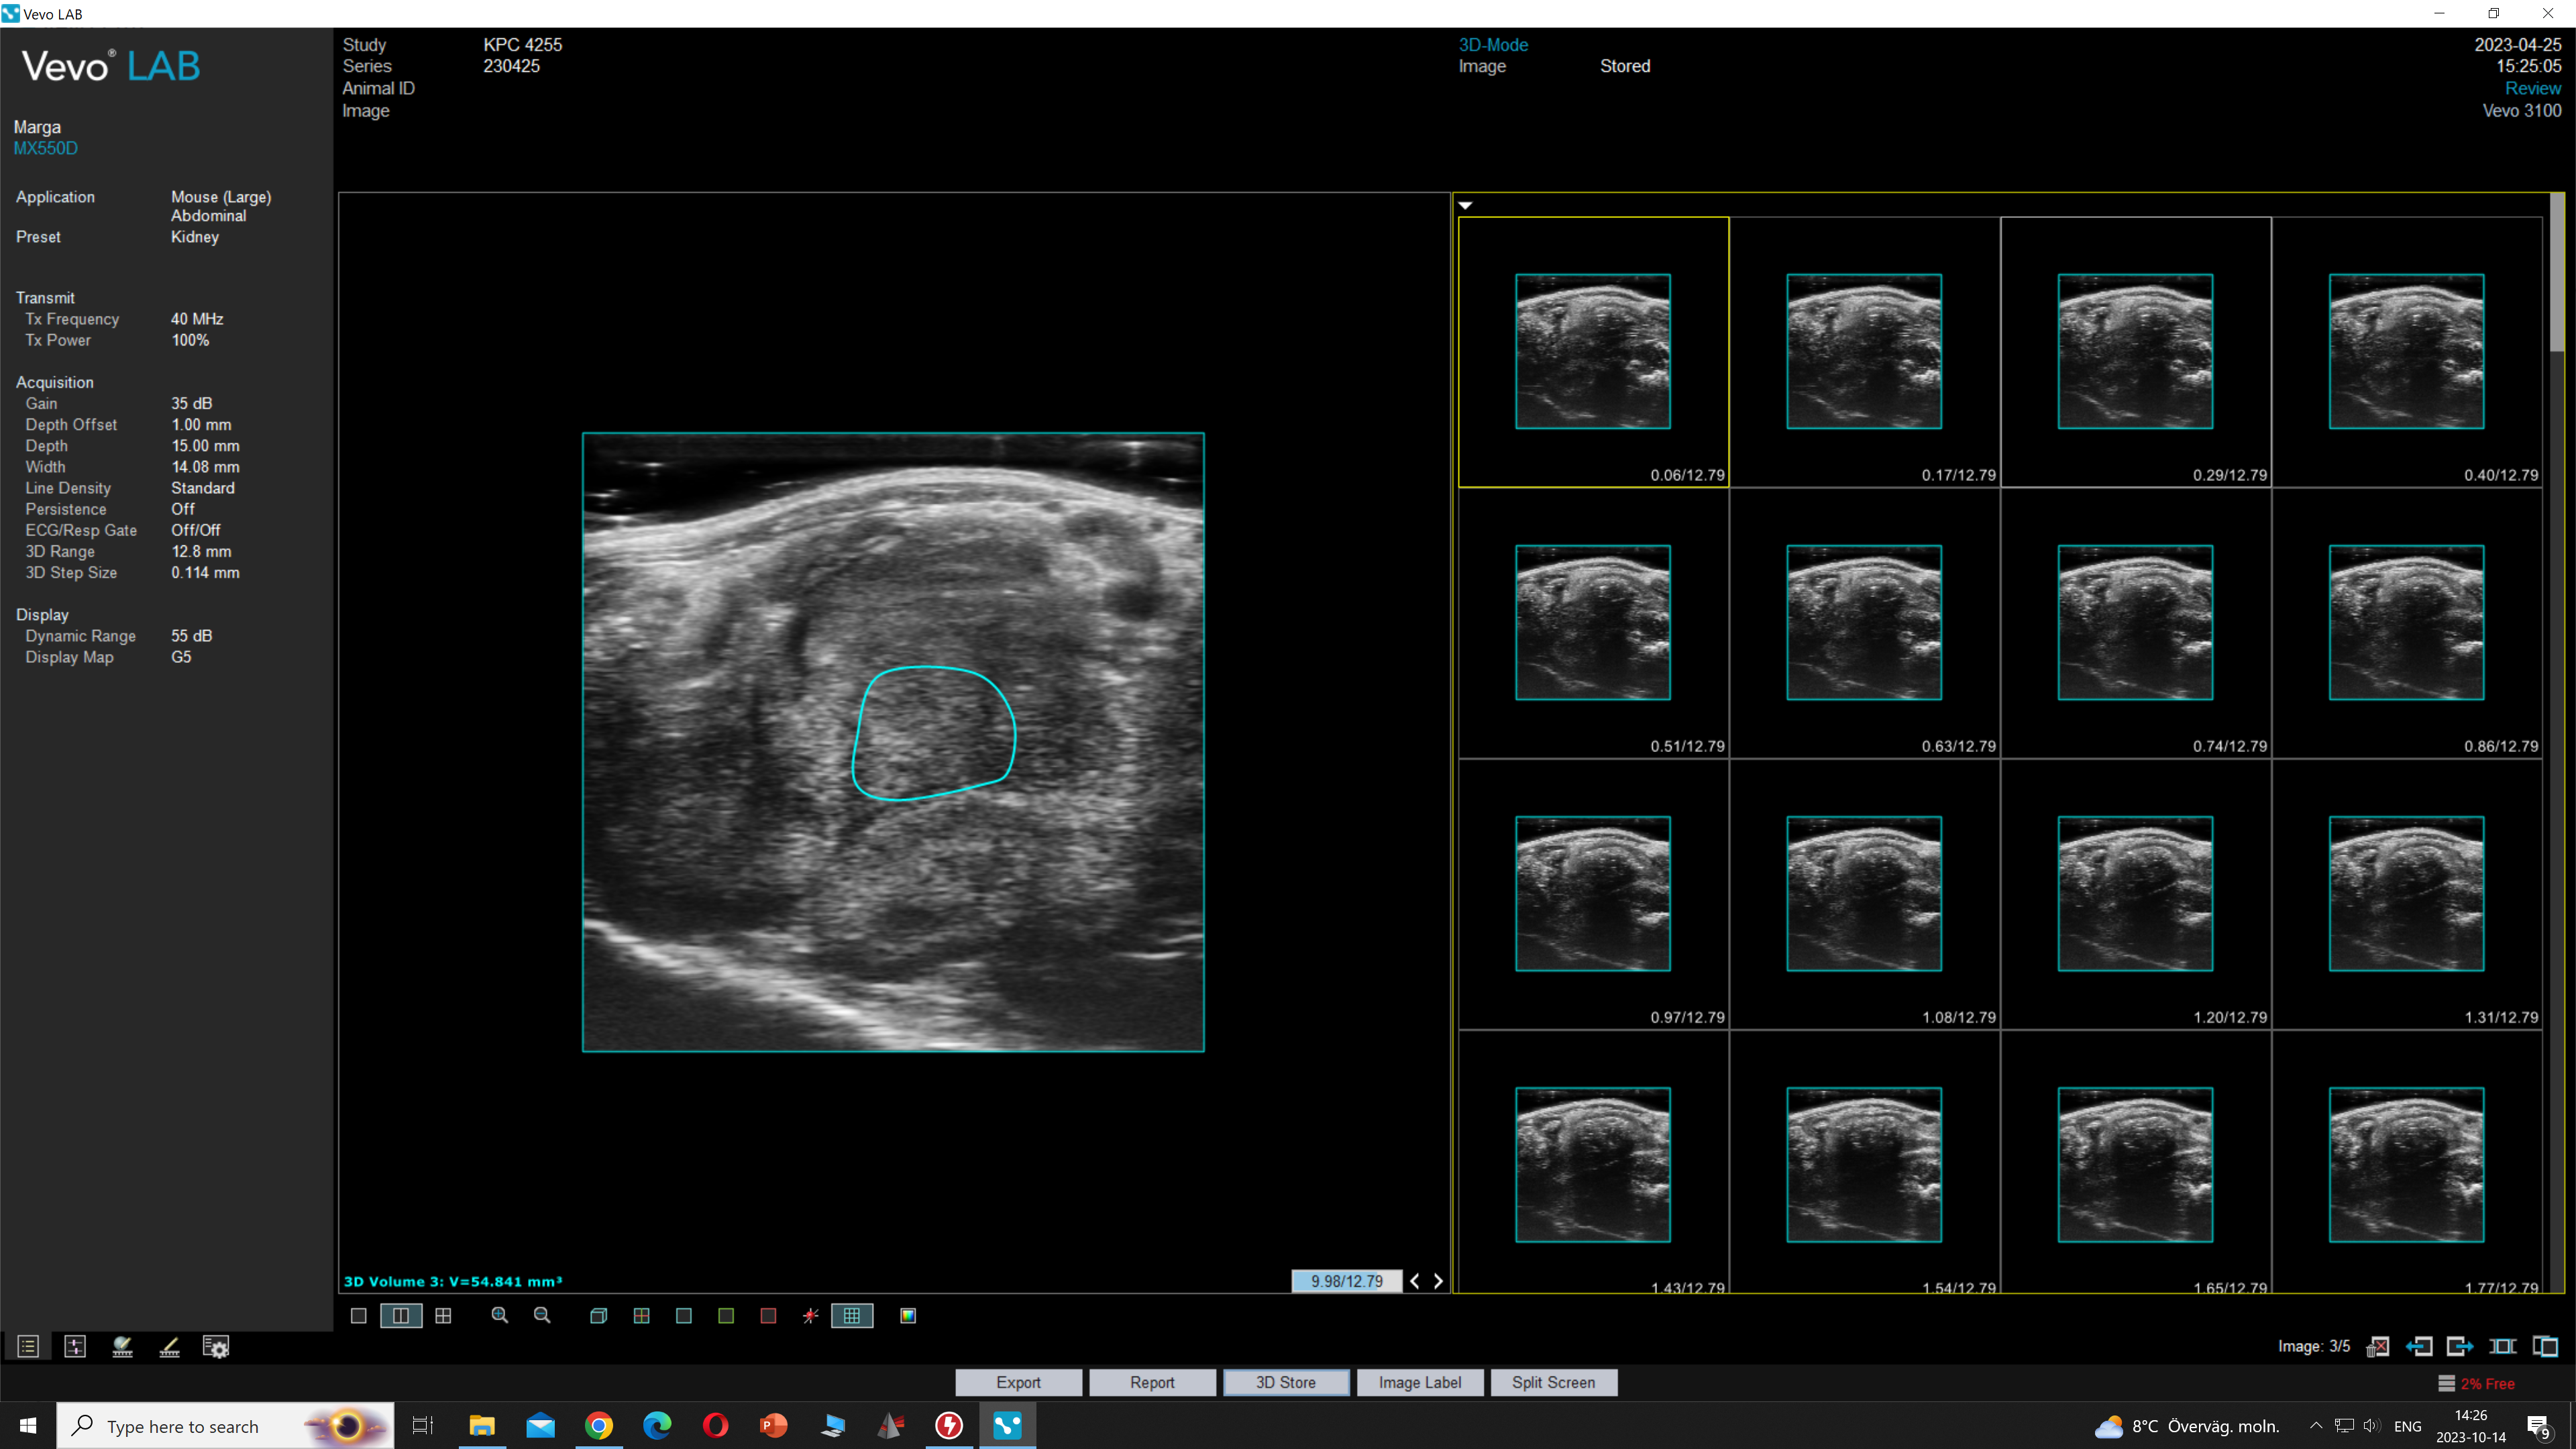 Vevo LAB
Vevo® LAB
Marga
MX550D
Application Mouse (Large)
Abdominal
Preset Kidney
Transmit
Tx Frequency 40 MHz
Tx Power 100%
Acquisition
Gain 35 dB
Depth Offset 1.00 mm
Depth 15.00 mm
Width 14.08 mm
Line Density Standard
Persistence Off
ECG/Resp Gate Off/Off
3D Range 12.8 mm
3D Step Size 0.114 mm
Display
Dynamic Range 55 dB
Display Map G5
Study KPC 4255
Series 230425
Animal ID
Image
3D-Mode
Image Stored
2023-04-25
15:25:05
Review
Vevo 3100
0.06/12.79 0.17/12.79 0.29/12.79 0.40/12.79
0.51/12.79 0.63/12.79 0.74/12.79 0.86/12.79
0.97/12.79 1.08/12.79 1.20/12.79 1.31/12.79
1.43/12.79 1.54/12.79 1.65/12.79 1.77/12.79
3D Volume 3: V=54.841 mm³
9.98/12.79
Image: 3/5
Export Report 3D Store Image Label Split Screen
2% Free
Type here to search
8°C Överväg. moln.
ENG
14:26
2023-10-14
9